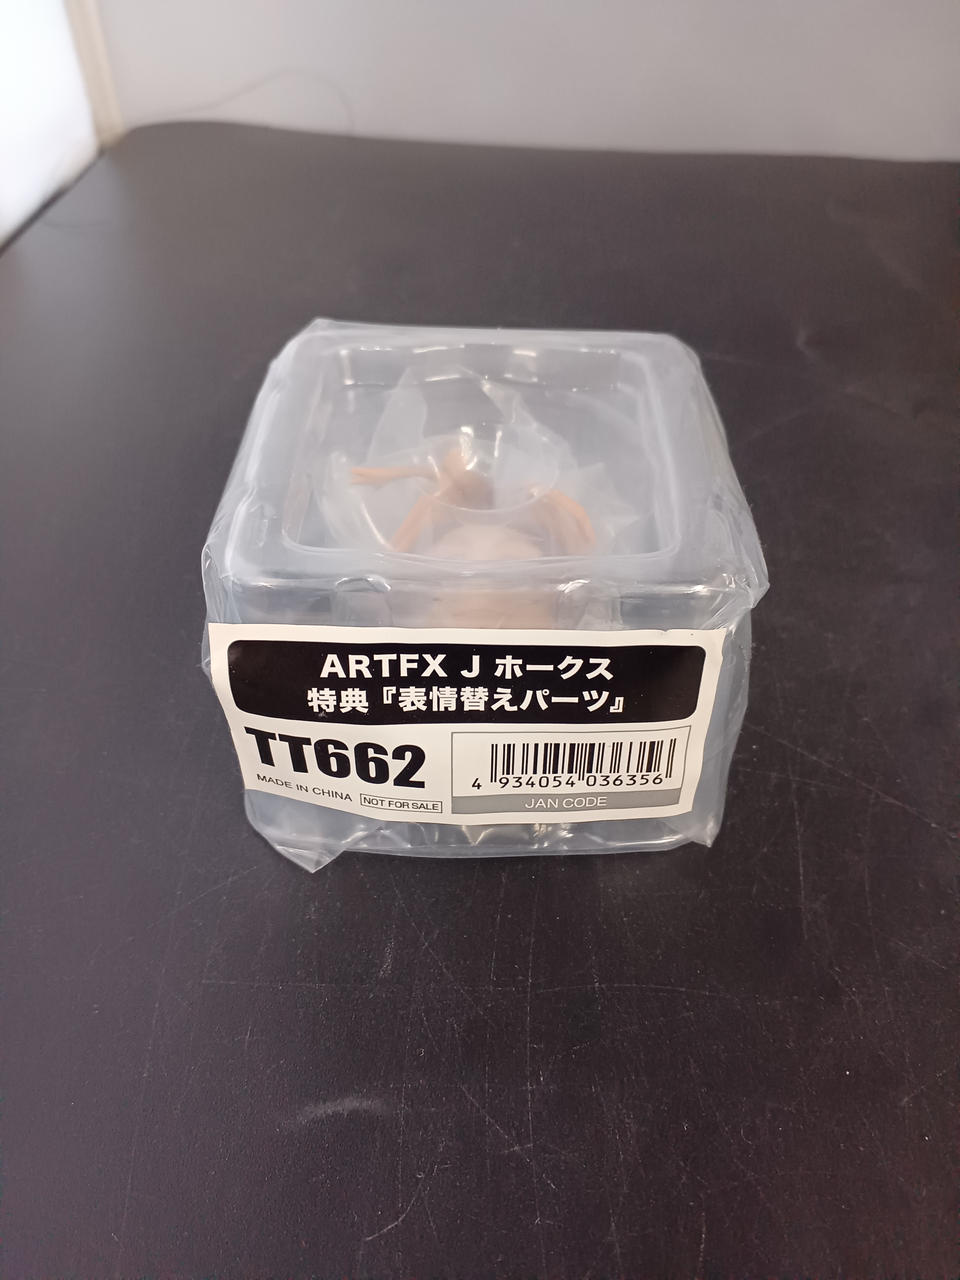 ARTFX J ホークス
特典『表情替えパーツ』
TT662
MADE IN CHINA
NOT FOR SALE
4 934054 036356
JAN CODE